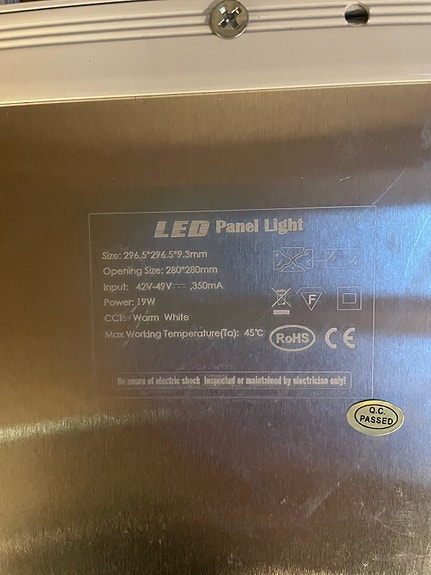 LED Panel Light
Size: 296.5*296.5*9.3mm
Opening Size: 280*280mm
Input: 42V-49V ⎓ ,350mA
Power: 19W
CCT: Warm White
Max Working Temperature(Ta): 45℃
F
RoHS CE
Be aware of electric shock Inspected or maintaiend by electrician only!
Q.C.
PASSED